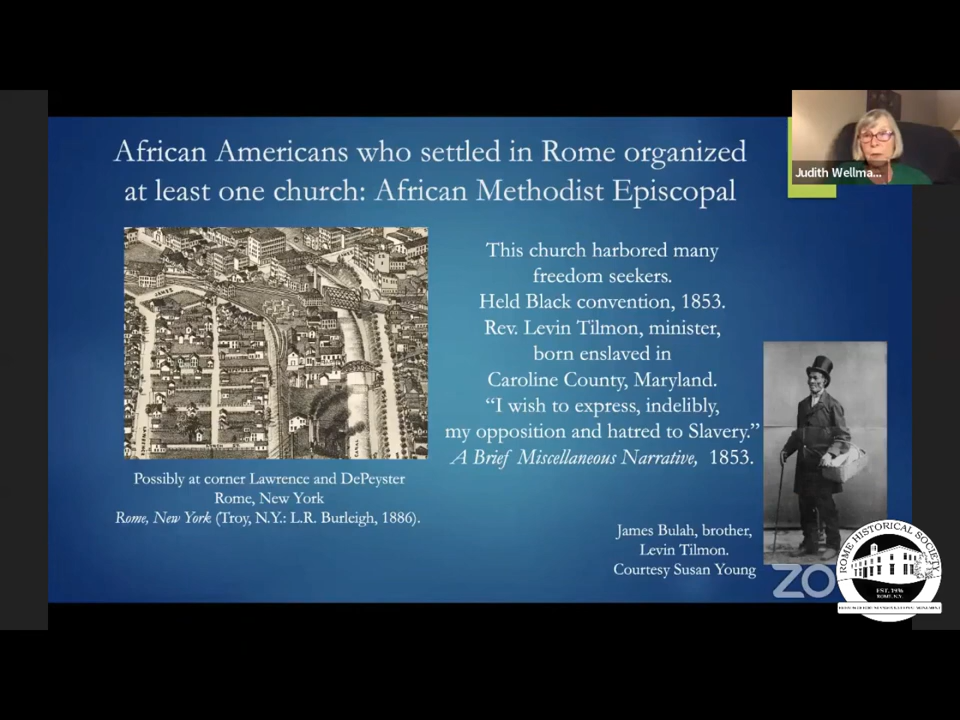 African Americans who settled in Rome organized
at least one church: African Methodist Episcopal
Judith Wellma...
This church harbored many
freedom seekers.
Held Black convention, 1853.
Rev. Levin Tilmon, minister,
born enslaved in
Caroline County, Maryland.
“I wish to express, indelibly,
my opposition and hatred to Slavery.”
A Brief Miscellaneous Narrative, 1853.
Possibly at corner Lawrence and DePeyster
Rome, New York
Rome, New York (Troy, N.Y.: L.R. Burleigh, 1886).
James Bulah, brother,
Levin Tilmon.
Courtesy Susan Young
ZO
ROME HISTORICAL SOCIETY
EST. 1936
ROME, N.Y.
JAMES